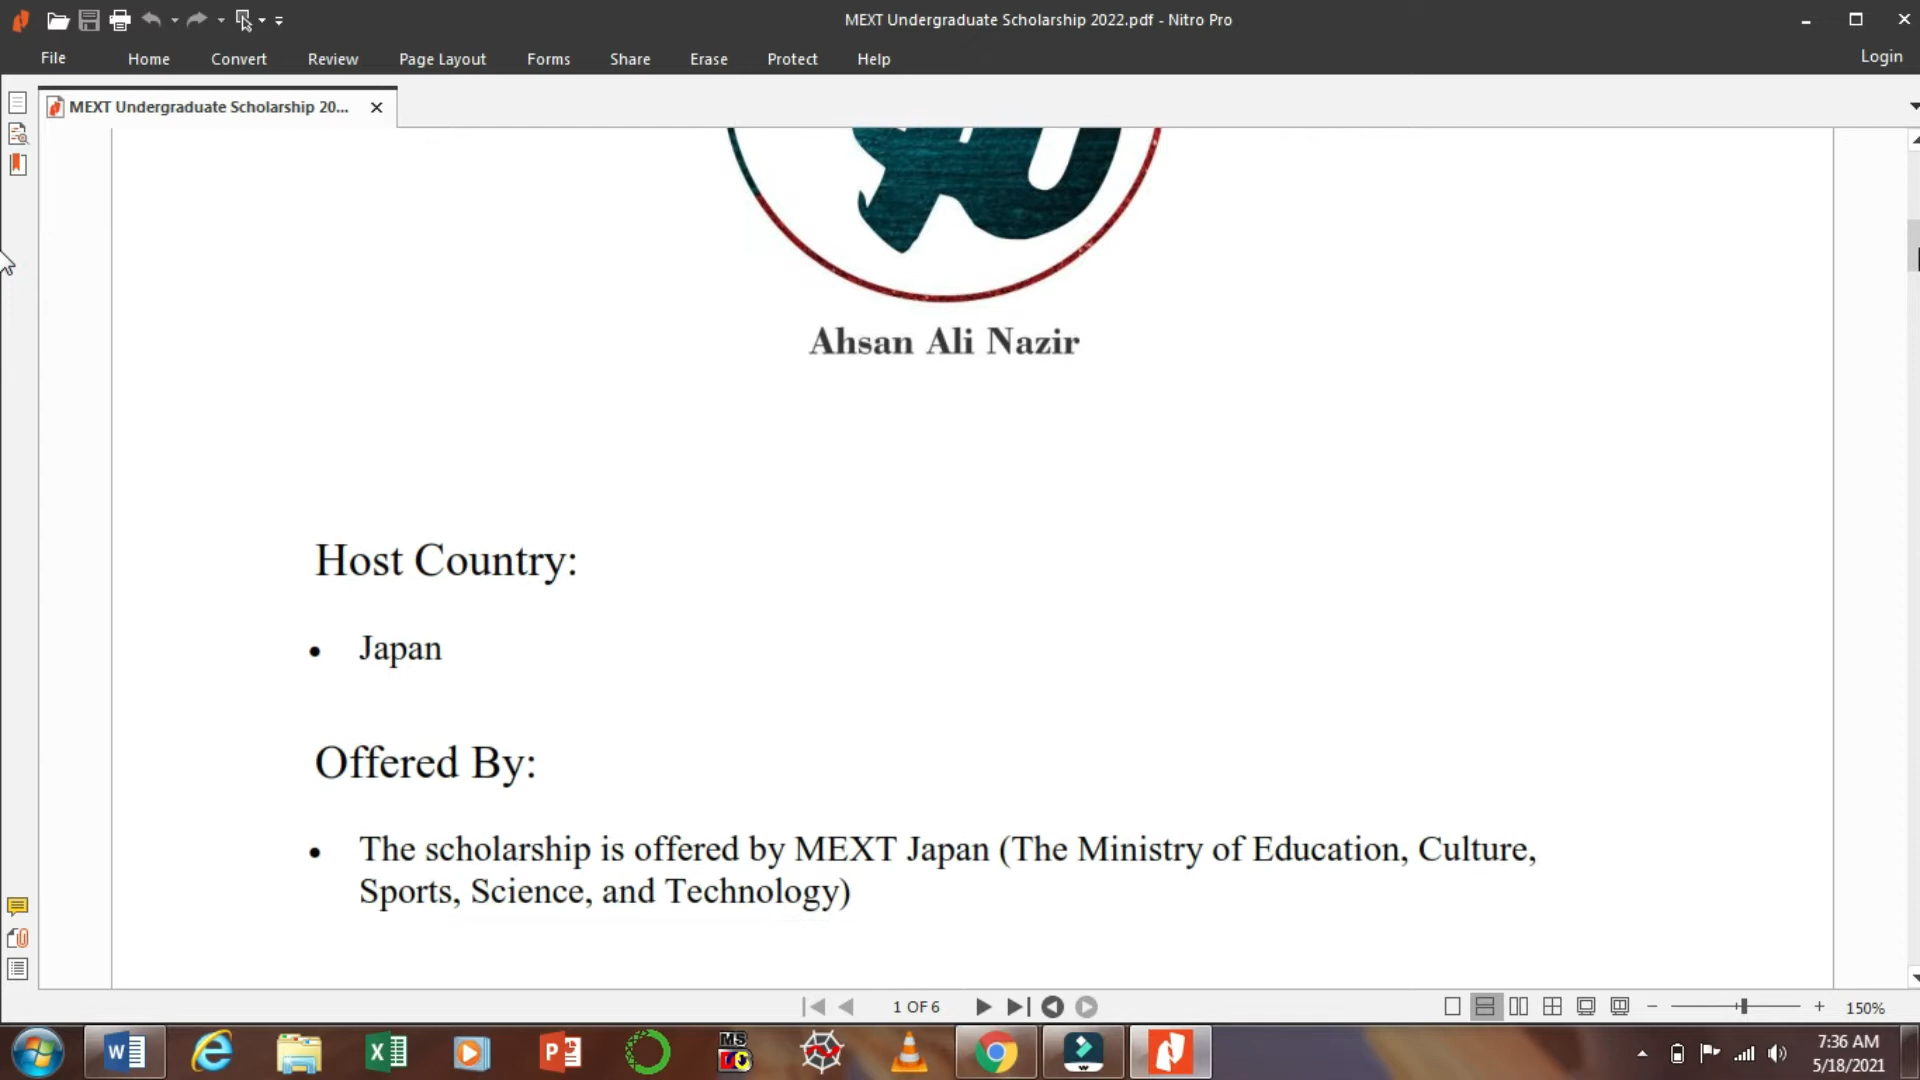 MEXT Undergraduate Scholarship 2022.pdf - Nitro Pro
File Home Convert Review Page Layout Forms Share Erase Protect Help Login
MEXT Undergraduate Scholarship 20...
Ahsan Ali Nazir
Host Country:
• Japan
Offered By:
• The scholarship is offered by MEXT Japan (The Ministry of Education, Culture,
Sports, Science, and Technology)
1 OF 6
150%
MS
7:36 AM
5/18/2021